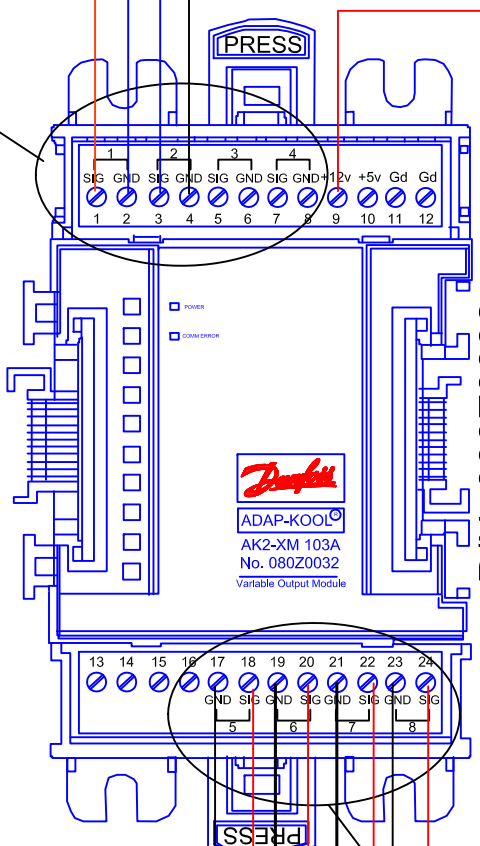 PRESS
1 2 3 4
SIG GND SIG GND SIG GND SIG GND +12v +5v Gd Gd
1 2 3 4 5 6 7 8 9 10 11 12
POWER
COMM ERROR
Danfoss
ADAP-KOOL®
AK2-XM 103A
No. 080Z0032
Variable Output Module
13 14 15 16 17 18 19 20 21 22 23 24
GND SIG GND SIG GND SIG GND SIG
5 6 7 8
PRESS